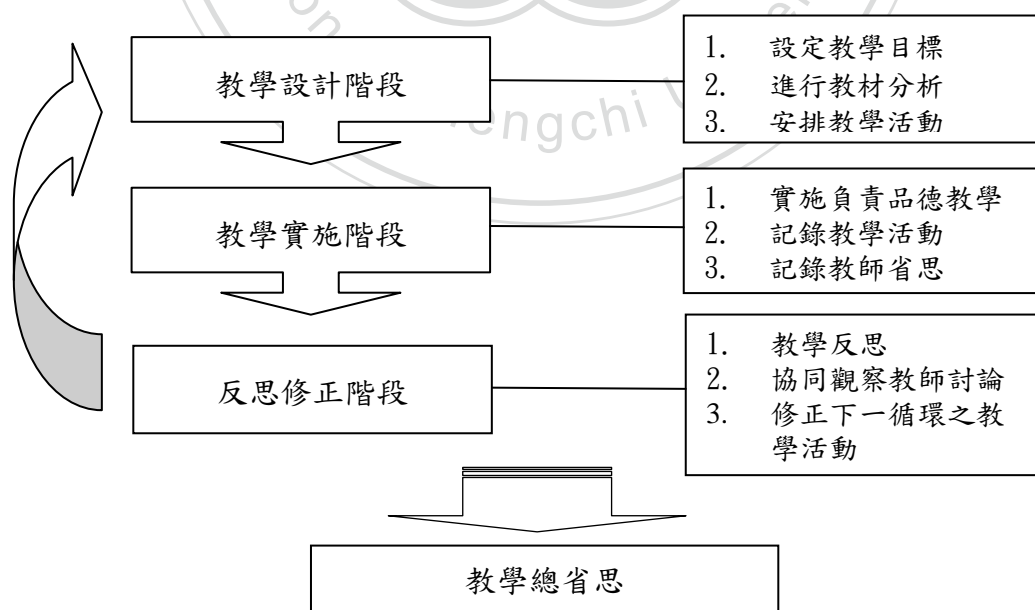 教學設計階段
1. 設定教學目標
2. 進行教材分析
3. 安排教學活動
教學實施階段
1. 實施負責品德教學
2. 記錄教學活動
3. 記錄教師省思
反思修正階段
1. 教學反思
2. 協同觀察教師討論
3. 修正下一循環之教
學活動
教學總省思
engchi U